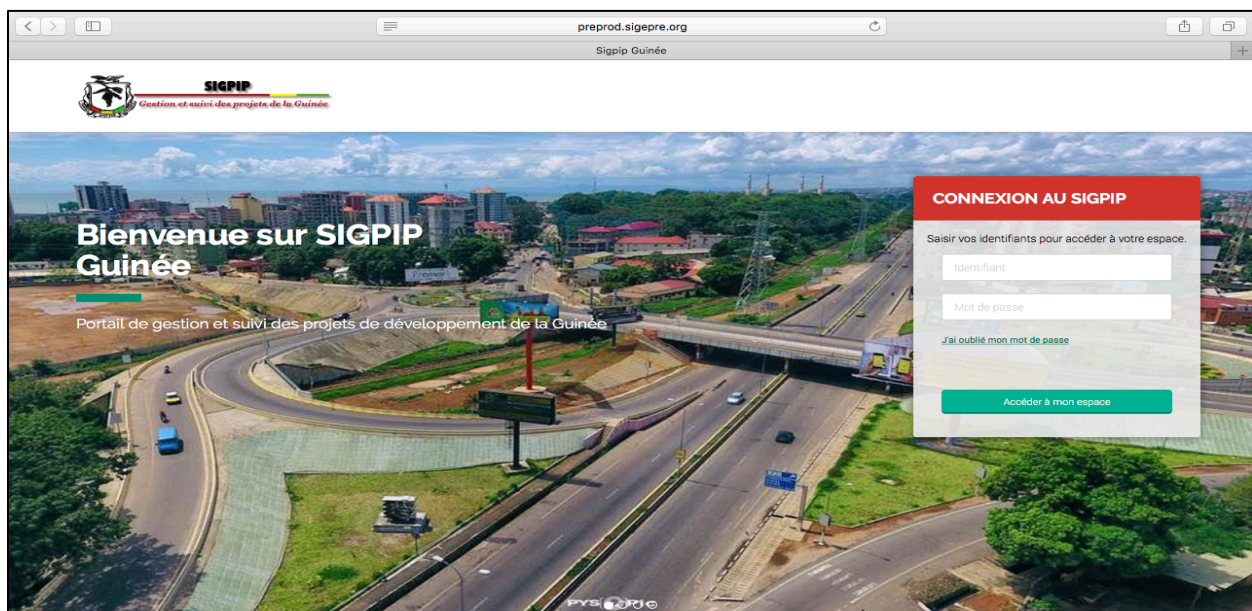 preprod.sigepre.org
Sigpip Guinée
SIGPIP
Gestion et suivi des projets de la Guinée
Bienvenue sur SIGPIP
Guinée
Portail de gestion et suivi des projets de développement de la Guinée
CONNEXION AU SIGPIP
Saisir vos identifiants pour accéder à votre espace.
Identifiant
Mot de passe
J'ai oublié mon mot de passe
Accéder à mon espace